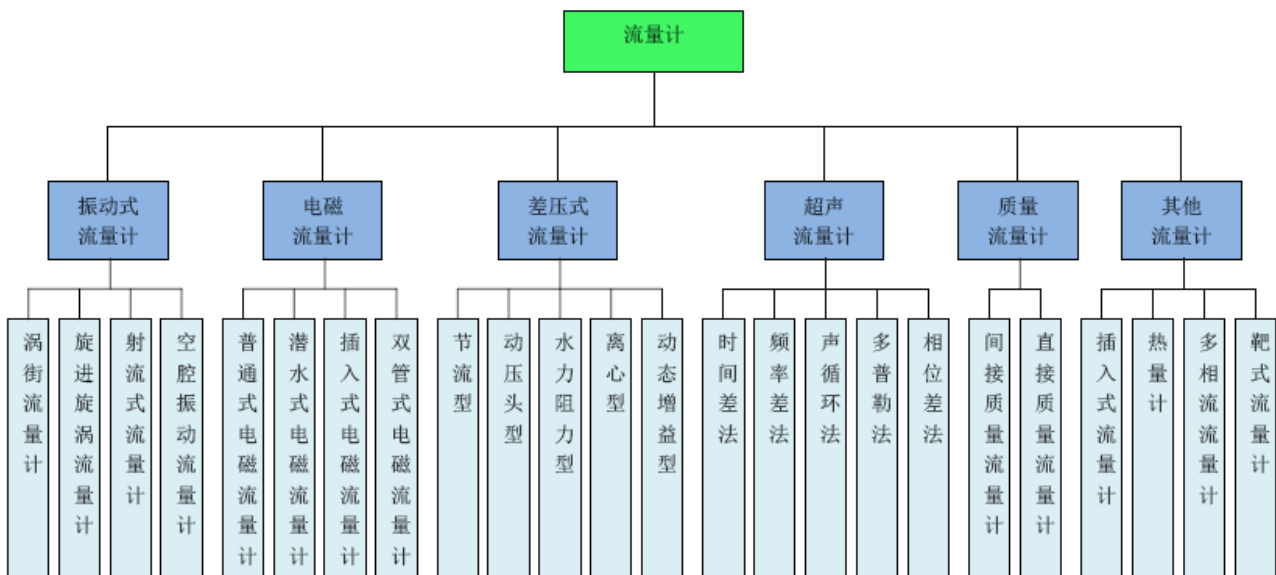 流量计
振动式
流量计
电磁
流量计
差压式
流量计
超声
流量计
质量
流量计
其他
流量计
涡街流量计
旋进旋涡流量计
射流式流量计
空腔振动流量计
普通式电磁流量计
潜水式电磁流量计
插入式电磁流量计
双管式电磁流量计
节流型
动压头型
水力阻力型
离心型
动态增益型
时间差法
频率差法
声循环法
多普勒法
相位差法
间接质量流量计
直接质量流量计
插入式流量计
热量计
多相流流量计
靶式流量计